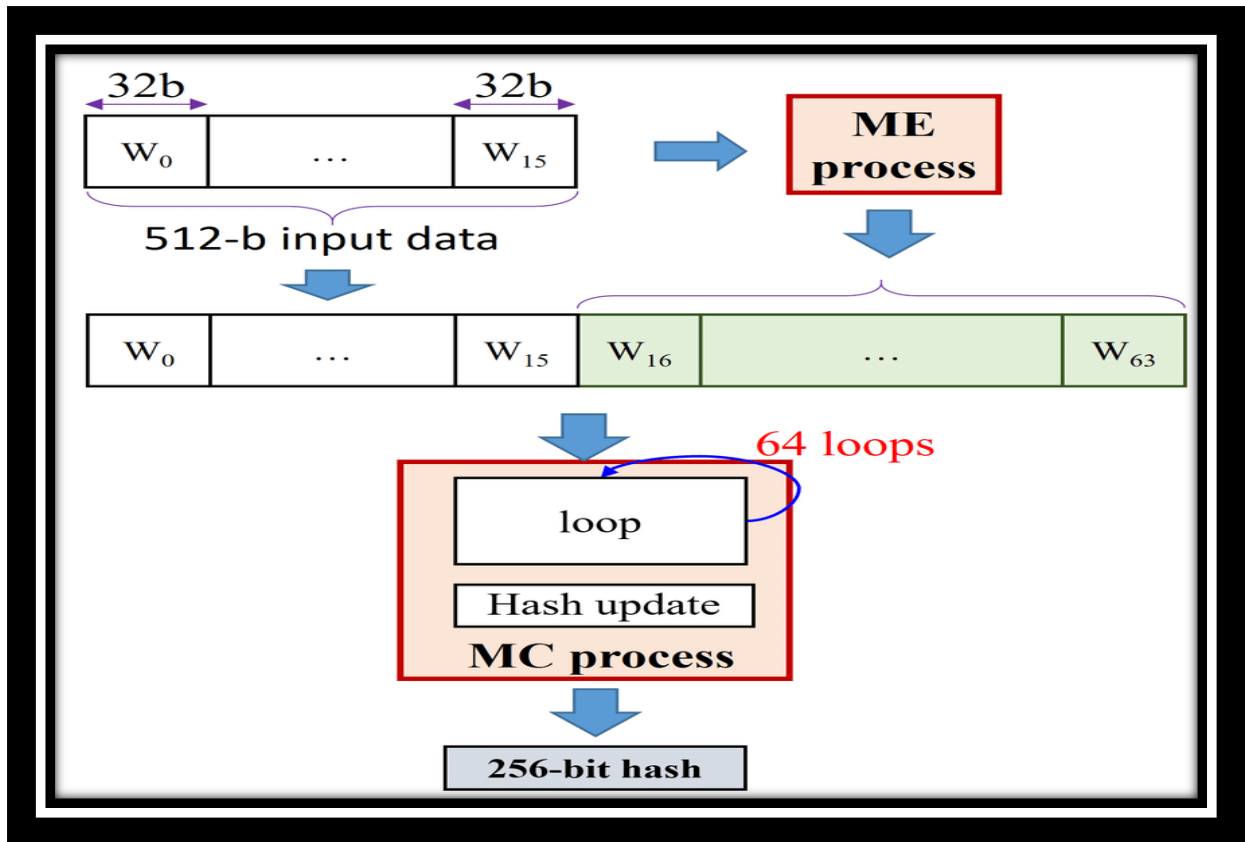 32b 32b
W₀ … W₁₅
ME
process
512-b input data
W₀ … W₁₅ W₁₆ … W₆₃
64 loops
loop
Hash update
MC process
256-bit hash